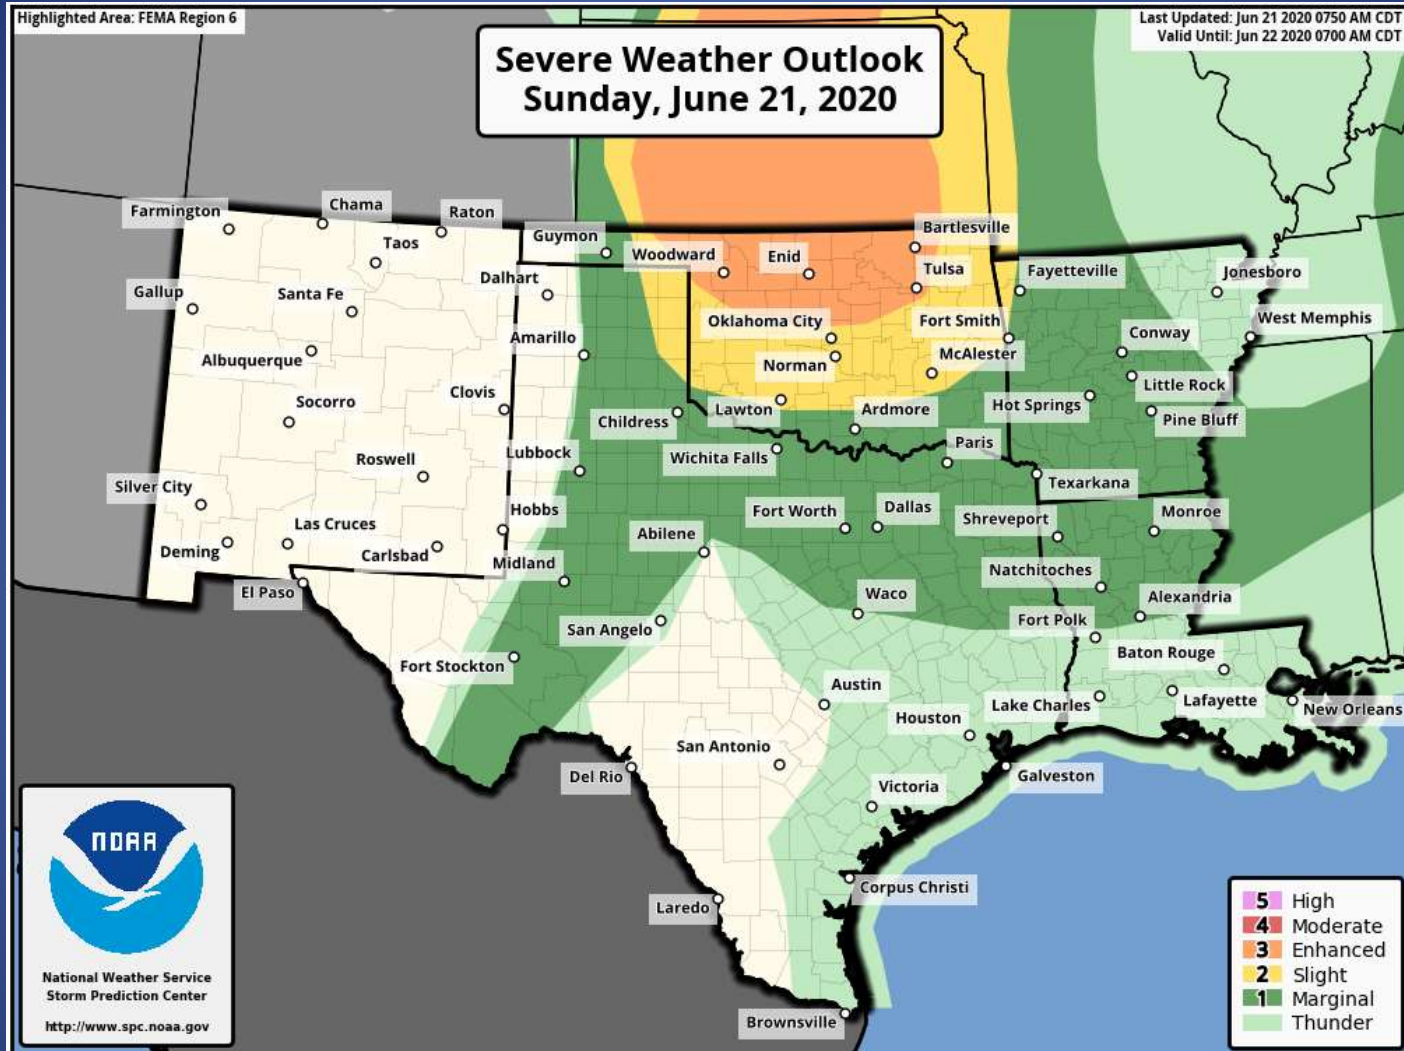 Highlighted Area: FEMA Region 6
Last Updated: Jun 21 2020 0750 AM CDT
Valid Until: Jun 22 2020 0700 AM CDT
Severe Weather Outlook
Sunday, June 21, 2020
Farmington
Chama
Raton
Taos
Guymon
Woodward
Enid
Bartlesville
Tulsa
Fayetteville
Jonesboro
Gallup
Santa Fe
Dalhart
Oklahoma City
Fort Smith
West Memphis
Albuquerque
Amarillo
Norman
McAlester
Conway
Little Rock
Socorro
Clovis
Childress
Lawton
Ardmore
Hot Springs
Pine Bluff
Roswell
Lubbock
Wichita Falls
Paris
Texarkana
Silver City
Las Cruces
Hobbs
Abilene
Fort Worth
Dallas
Shreveport
Monroe
Deming
Carlsbad
Midland
Natchitoches
El Paso
San Angelo
Waco
Fort Polk
Alexandria
Fort Stockton
Baton Rouge
Austin
Houston
Lake Charles
Lafayette
New Orleans
San Antonio
Del Rio
Victoria
Galveston
Laredo
Corpus Christi
Brownsville
NOAA
National Weather Service
Storm Prediction Center
http://www.spc.noaa.gov
5 High
4 Moderate
3 Enhanced
2 Slight
1 Marginal
Thunder